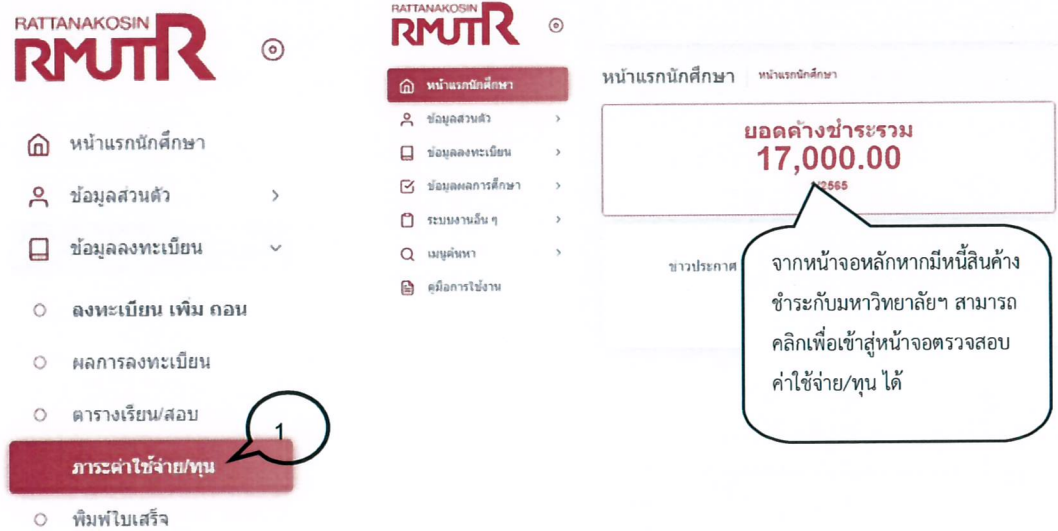 RATTANAKOSIN
RMUTR
หน้าแรกนักศึกษา
ข้อมูลส่วนตัว
ข้อมูลลงทะเบียน
ลงทะเบียน เพิ่ม ถอน
ผลการลงทะเบียน
ตารางเรียน/สอบ
1
ภาระค่าใช้จ่าย/ทุน
พิมพ์ใบเสร็จ
RATTANAKOSIN
RMUTR
หน้าแรกนักศึกษา
ข้อมูลส่วนตัว
ข้อมูลลงทะเบียน
ข้อมูลผลการศึกษา
ระบบงานอื่น ๆ
เมนูค้นหา
คู่มือการใช้งาน
หน้าแรกนักศึกษา หน้าแรกนักศึกษา
ยอดค้างชำระรวม
17,000.00
/2565
ข่าวประกาศ
จากหน้าจอหลักหากมีหนี้สินค้าง
ชำระกับมหาวิทยาลัยฯ สามารถ
คลิกเพื่อเข้าสู่หน้าจอตรวจสอบ
ค่าใช้จ่าย/ทุน ได้